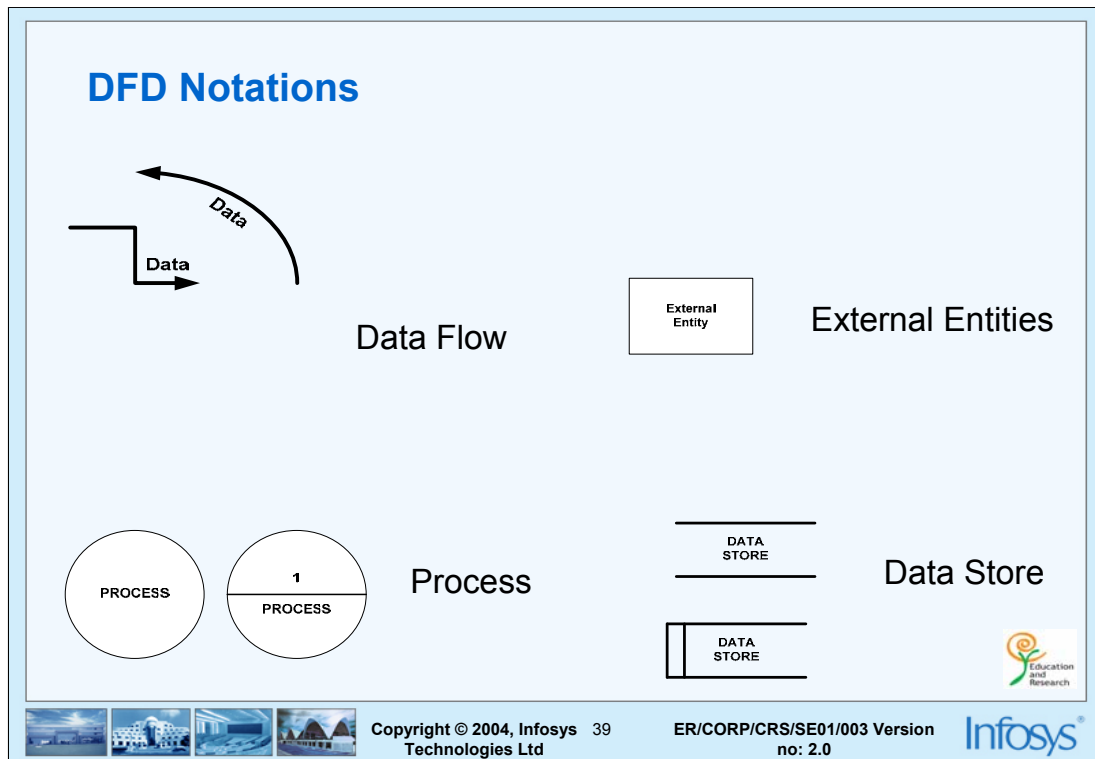 DFD Notations
Data
Data
Data Flow
External
Entity
External Entities
PROCESS
1
PROCESS
Process
DATA
STORE
DATA
STORE
Data Store
Education
and
Research
Copyright © 2004, Infosys
Technologies Ltd
39
ER/CORP/CRS/SE01/003 Version
no: 2.0
Infosys®